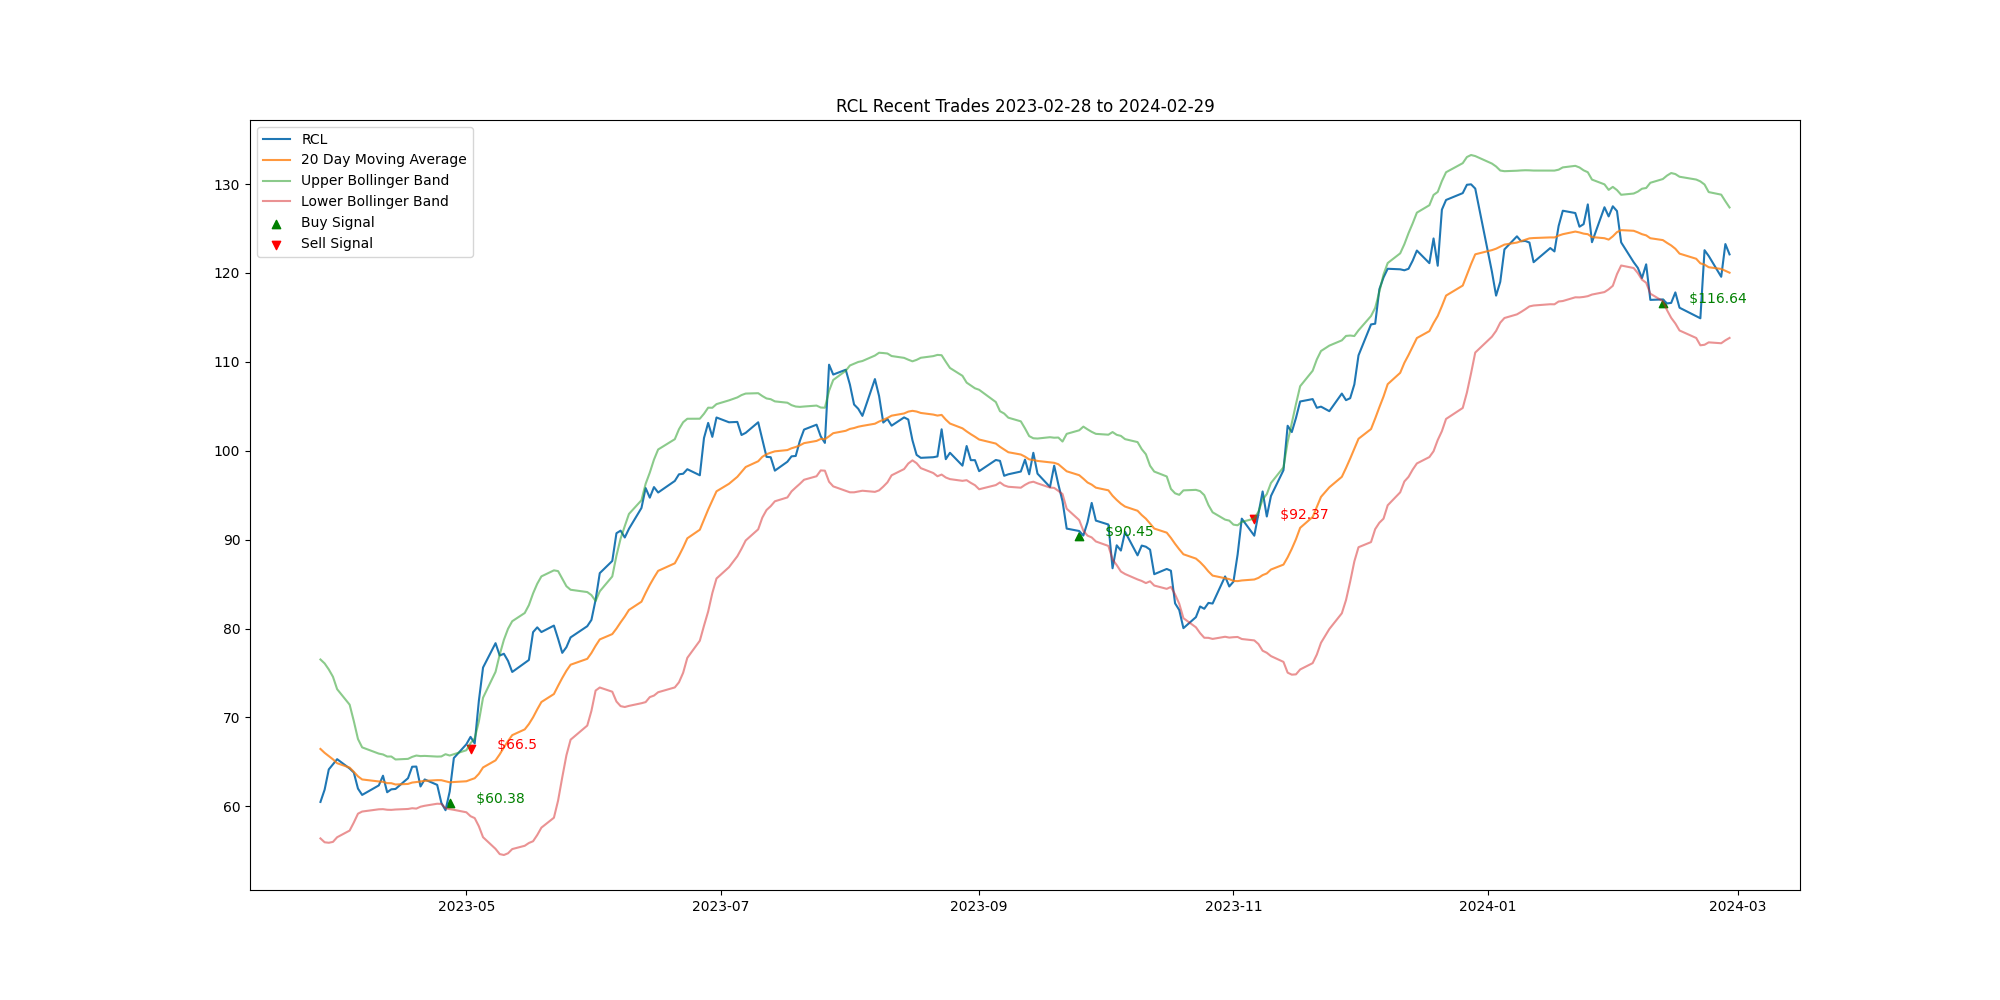 RCL Recent Trades 2023-02-28 to 2024-02-29
RCL
20 Day Moving Average
Upper Bollinger Band
Lower Bollinger Band
Buy Signal
Sell Signal
130
120
110
100
90
80
70
60
$116.64
$92.37
$90.45
$66.5
$60.38
2023-05
2023-07
2023-09
2023-11
2024-01
2024-03